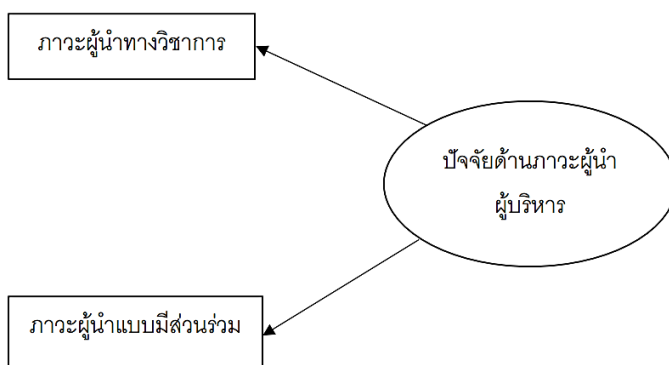 ภาวะผู้นำทางวิชาการ
ปัจจัยด้านภาวะผู้นำ
ผู้บริหาร
ภาวะผู้นำแบบมีส่วนร่วม